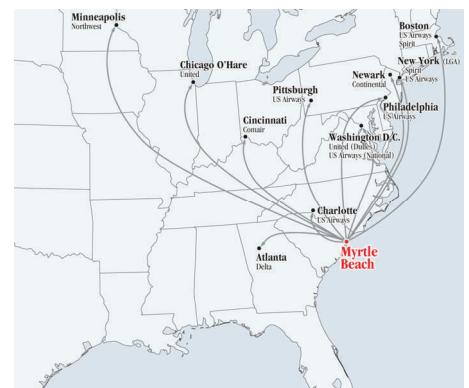 Minneapolis
Northwest
Boston
US Airways
Spirit
Chicago O'Hare
United
New York (LGA)
Spirit
US Airways
Newark
Continental
Pittsburgh
US Airways
Philadelphia
US Airways
Cincinnati
Comair
Washington D.C.
United (Dulles)
US Airways (National)
Charlotte
US Airways
Atlanta
Delta
Myrtle
Beach